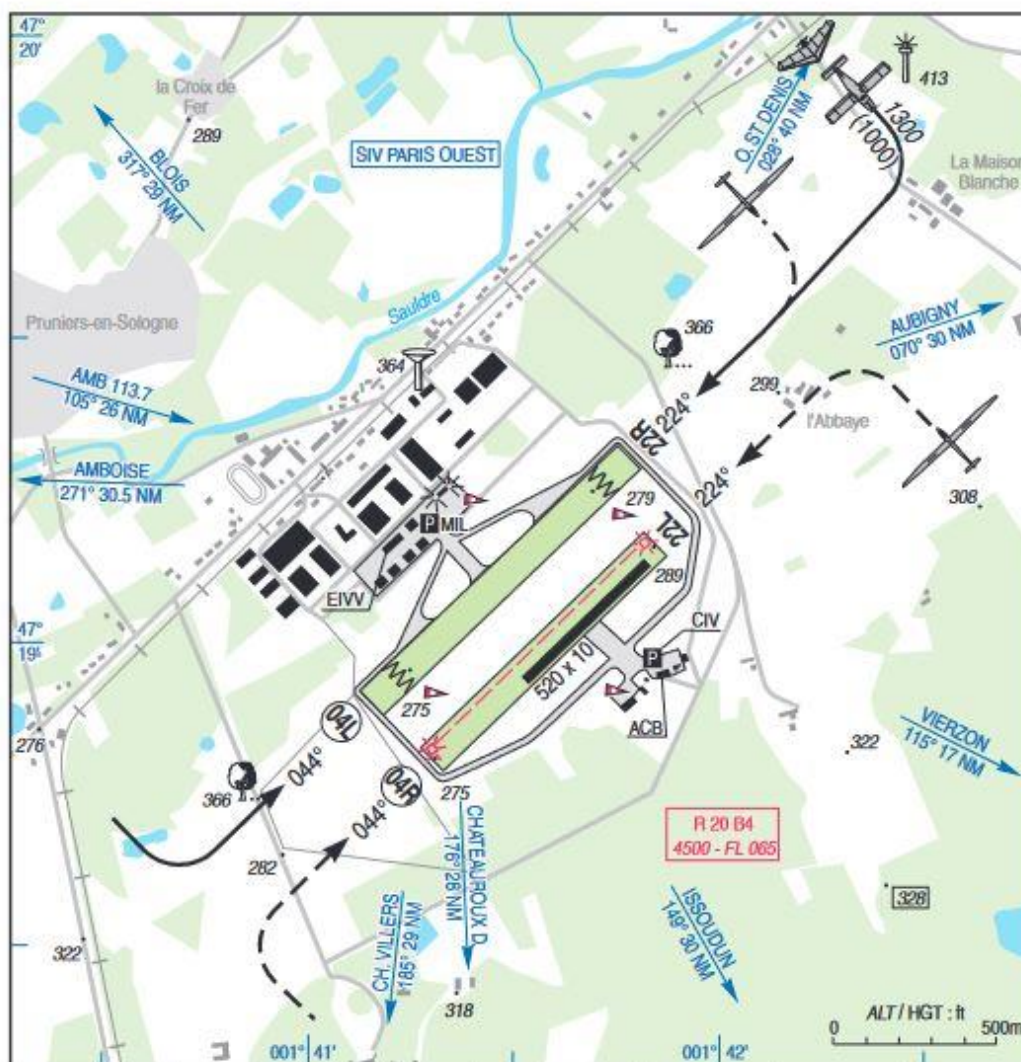 47°
20'
la Croix de
Fer
289
BLOIS
317° 29 NM
SIV PARIS OUEST
O. ST DENIS
028° 40 NM
413
1300
(1000)
La Maison
Blanche
Pruniers-en-Sologne
Sauldre
364
366
AUBIGNY
070° 30 NM
AMB 113.7
105° 26 NM
299
l'Abbaye
AMBOISE
271° 30.5 NM
22R
224°
224°
308
P MIL
279
22L
289
EIVV
CIV
P
47°
19'
520 x 10
275
ACB
276
04L
044°
04R
275
044°
366
322
VIERZON
115° 17 NM
R 20 B4
4500 - FL 065
282
CHATEAUROUX D.
176° 26 NM
328
ISSOUDUN
149° 30 NM
322
CH. VILLERS
185° 29 NM
318
ALT / HGT : ft
0 500m
001° 41'
001° 42'